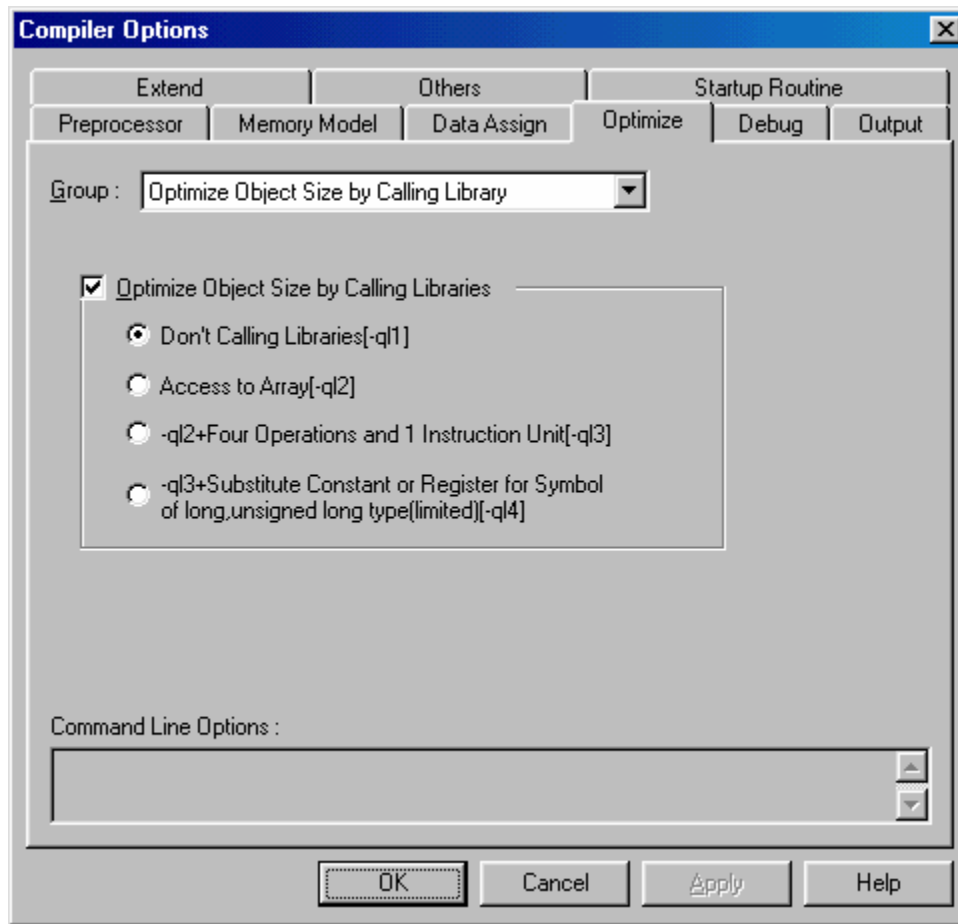 Compiler Options
Extend Others Startup Routine
Preprocessor Memory Model Data Assign Optimize Debug Output
Group : Optimize Object Size by Calling Library
Optimize Object Size by Calling Libraries
Don't Calling Libraries[-ql1]
Access to Array[-ql2]
-ql2+Four Operations and 1 Instruction Unit[-ql3]
-ql3+Substitute Constant or Register for Symbol
of long,unsigned long type(limited)[-ql4]
Command Line Options :
OK Cancel Apply Help